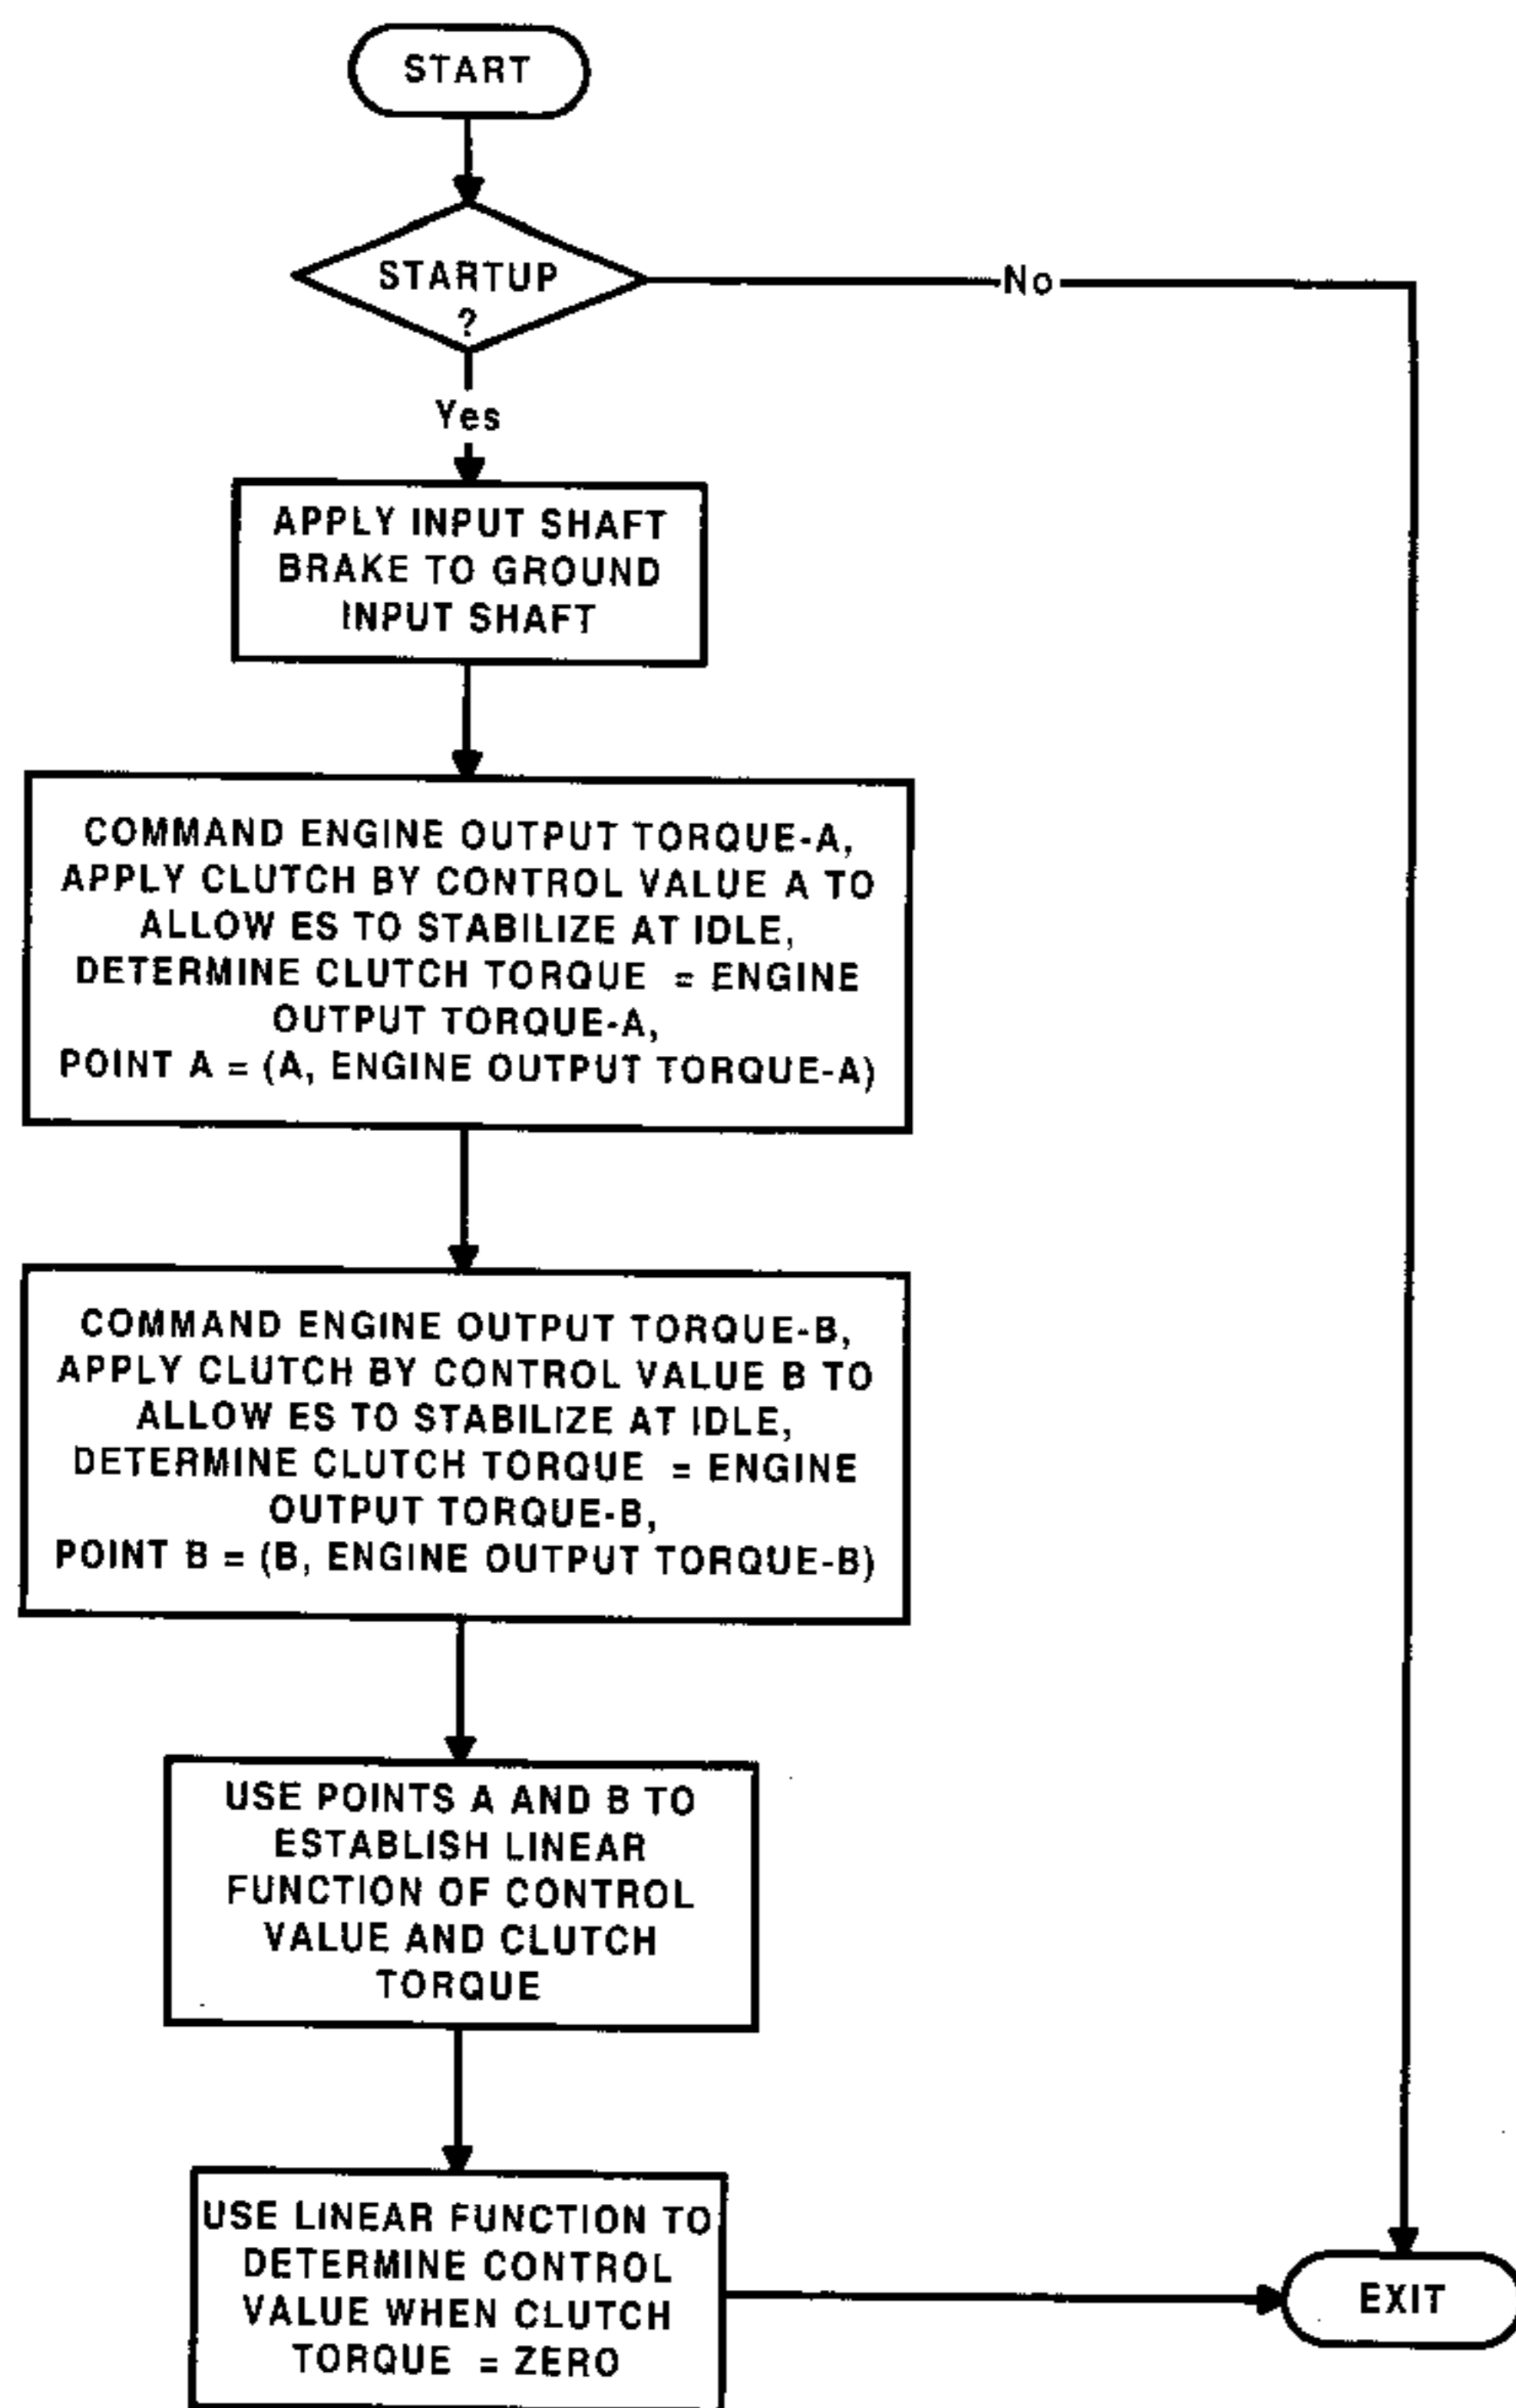 START
STARTUP
?
No
Yes
APPLY INPUT SHAFT
BRAKE TO GROUND
INPUT SHAFT
COMMAND ENGINE OUTPUT TORQUE-A,
APPLY CLUTCH BY CONTROL VALUE A TO
ALLOW ES TO STABILIZE AT IDLE,
DETERMINE CLUTCH TORQUE = ENGINE
OUTPUT TORQUE-A,
POINT A = (A, ENGINE OUTPUT TORQUE-A)
COMMAND ENGINE OUTPUT TORQUE-B,
APPLY CLUTCH BY CONTROL VALUE B TO
ALLOW ES TO STABILIZE AT IDLE,
DETERMINE CLUTCH TORQUE = ENGINE
OUTPUT TORQUE-B,
POINT B = (B, ENGINE OUTPUT TORQUE-B)
USE POINTS A AND B TO
ESTABLISH LINEAR
FUNCTION OF CONTROL
VALUE AND CLUTCH
TORQUE
USE LINEAR FUNCTION TO
DETERMINE CONTROL
VALUE WHEN CLUTCH
TORQUE = ZERO
EXIT